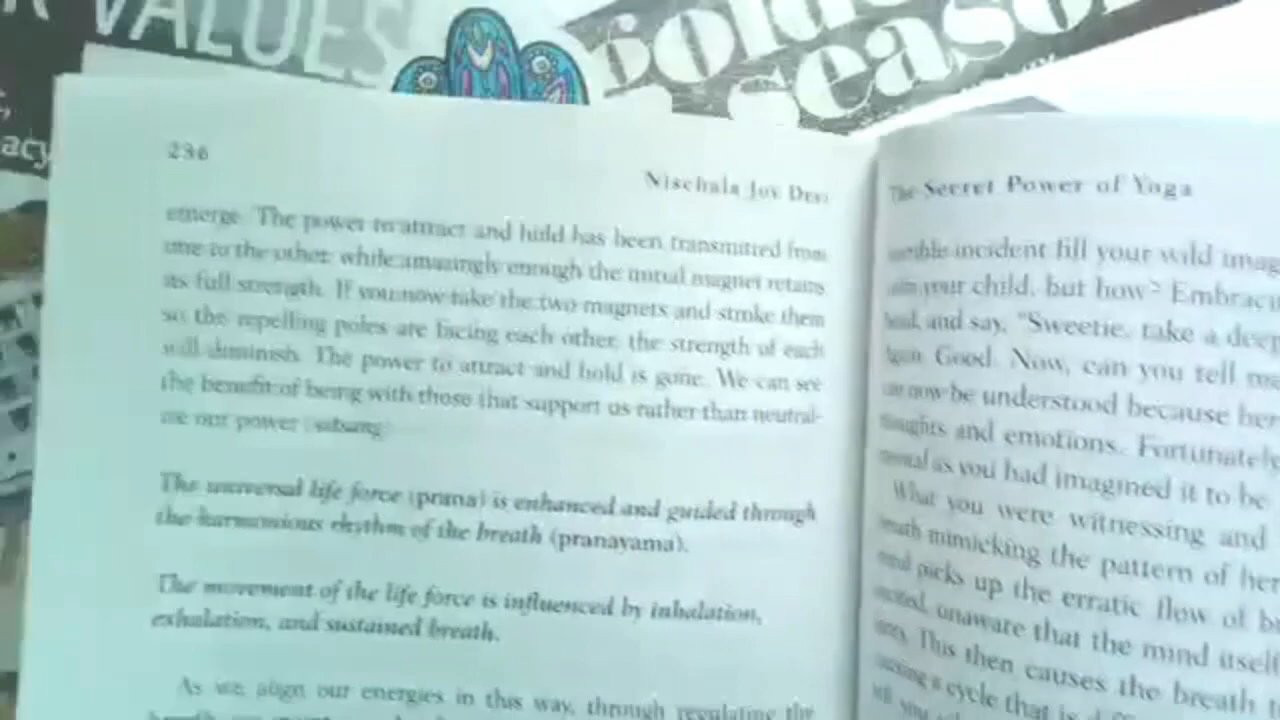 VALUES
Golden
Season
acy
236
Nischala Joy Devi
emerge. The power to attract and hold has been transmitted from
one to the other, while amazingly enough the initial magnet retains
its full strength. If you now take the two magnets and stroke them
so the repelling poles are facing each other, the strength of each
will diminish. The power to attract and hold is gone. We can see
the benefit of being with those that support us rather than neutral-
ize our power (satsang)
The universal life force (prana) is enhanced and guided through
the harmonious rhythm of the breath (pranayama).
The movement of the life force is influenced by inhalation,
exhalation, and sustained breath.
As we align our energies in this way, through regulating the
The Secret Power of Yoga
incident fill your wild imag
your child, but how? Embraci
and say, "Sweetie, take a deep
Again. Good. Now, can you tell me
can now be understood because her
thoughts and emotions. Fortunately
as you had imagined it to be
What you were witnessing and
breath mimicking the pattern of her
mind picks up the erratic flow of b
unaware that the mind itself
This then causes the breath t
causing a cycle that is